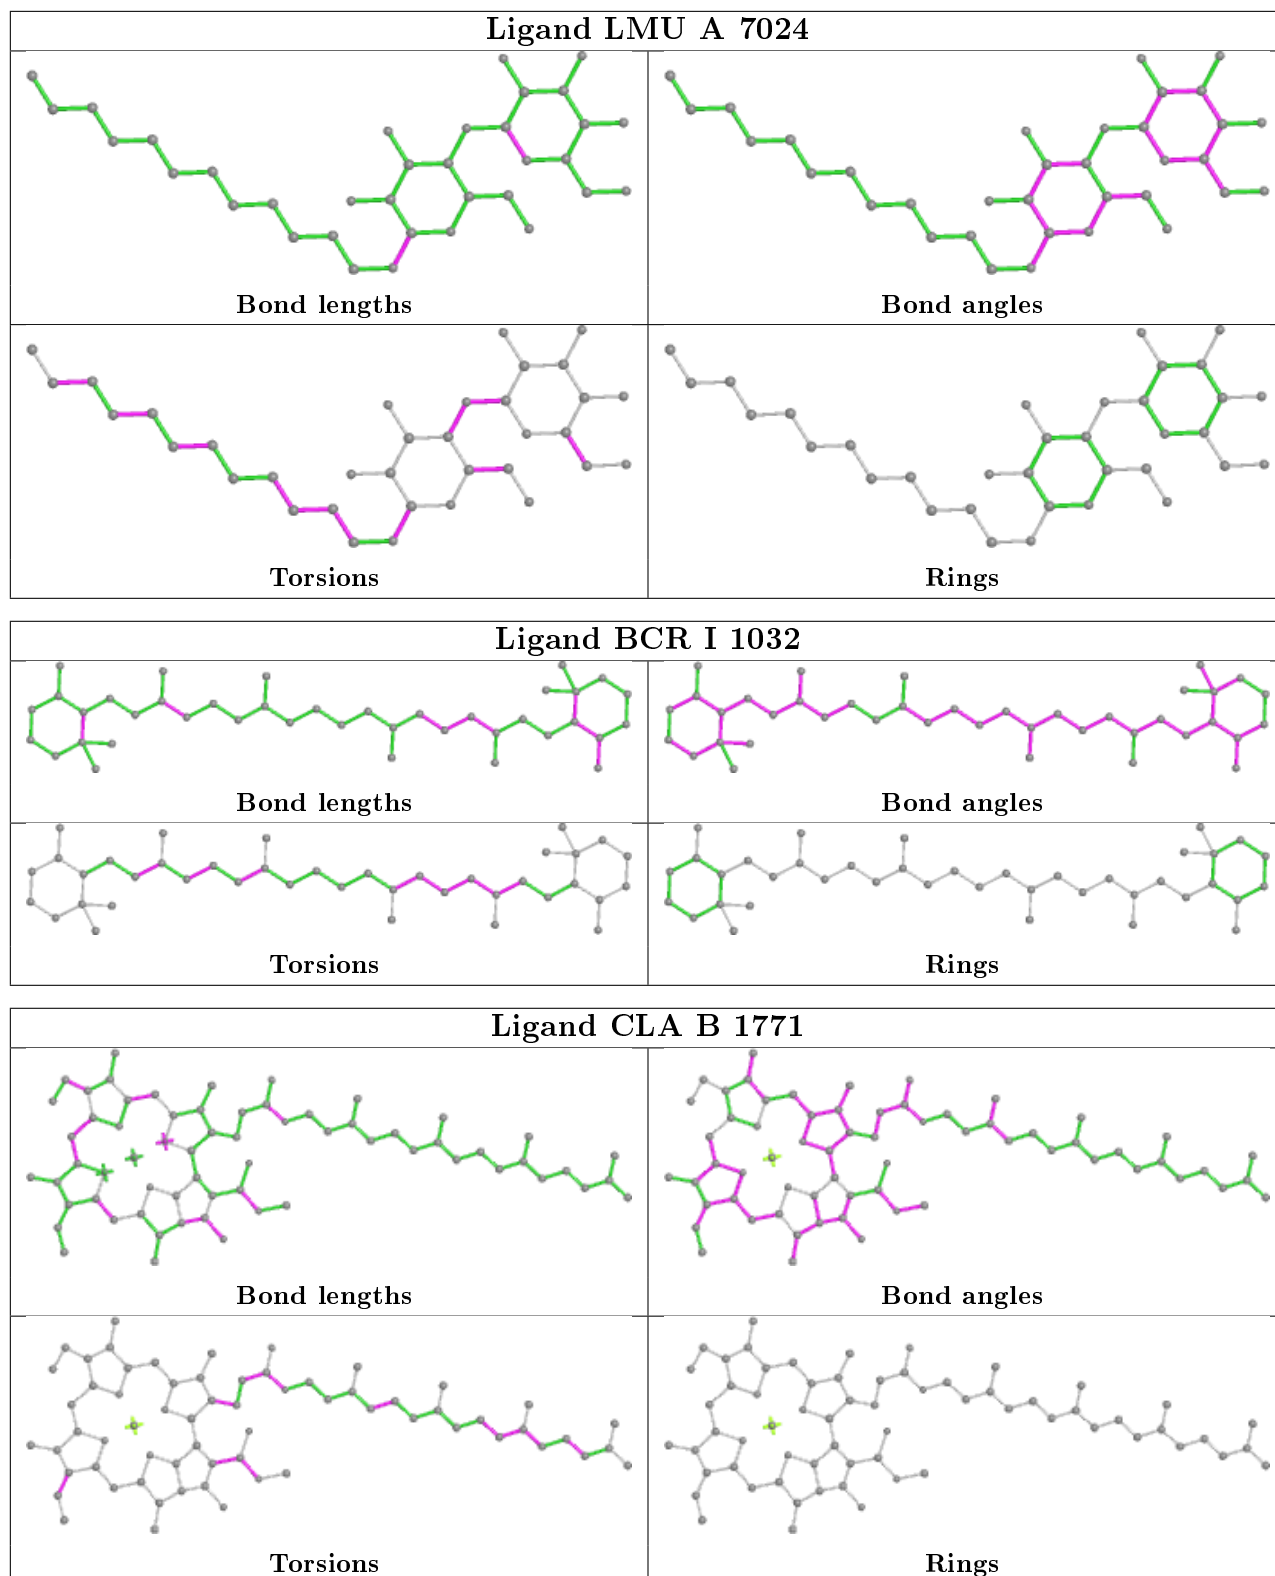 Ligand LMU A 7024
Bond lengths
Bond angles
Torsions
Rings
Ligand BCR I 1032
Bond lengths
Bond angles
Torsions
Rings
Ligand CLA B 1771
Bond lengths
Bond angles
Torsions
Rings